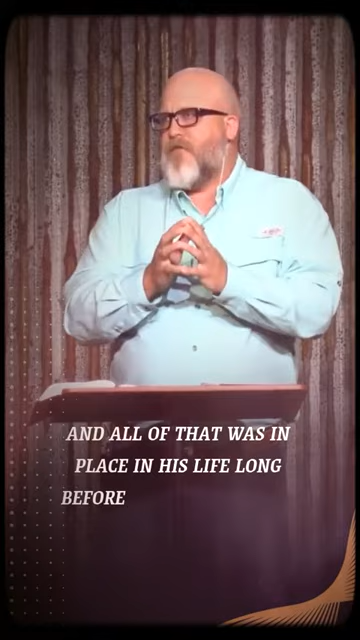 AND ALL OF THAT WAS IN
PLACE IN HIS LIFE LONG
BEFORE